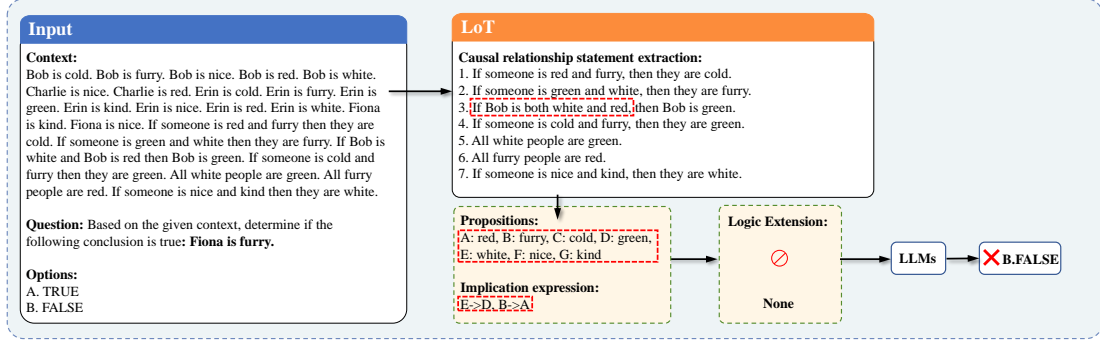 Input
Context:
Bob is cold. Bob is furry. Bob is nice. Bob is red. Bob is white.
Charlie is nice. Charlie is red. Erin is cold. Erin is furry. Erin is
green. Erin is kind. Erin is nice. Erin is red. Erin is white. Fiona
is kind. Fiona is nice. If someone is red and furry then they are
cold. If someone is green and white then they are furry. If Bob is
white and Bob is red then Bob is green. If someone is cold and
furry then they are green. All white people are green. All furry
people are red. If someone is nice and kind then they are white.
Question: Based on the given context, determine if the
following conclusion is true: Fiona is furry.
Options:
A. TRUE
B. FALSE
LoT
Causal relationship statement extraction:
1. If someone is red and furry, then they are cold.
2. If someone is green and white, then they are furry.
3. If Bob is both white and red, then Bob is green.
4. If someone is cold and furry, then they are green.
5. All white people are green.
6. All furry people are red.
7. If someone is nice and kind, then they are white.
Propositions:
A: red, B: furry, C: cold, D: green,
E: white, F: nice, G: kind
Implication expression:
E->D, B->A
Logic Extension:
None
LLMs
B.FALSE